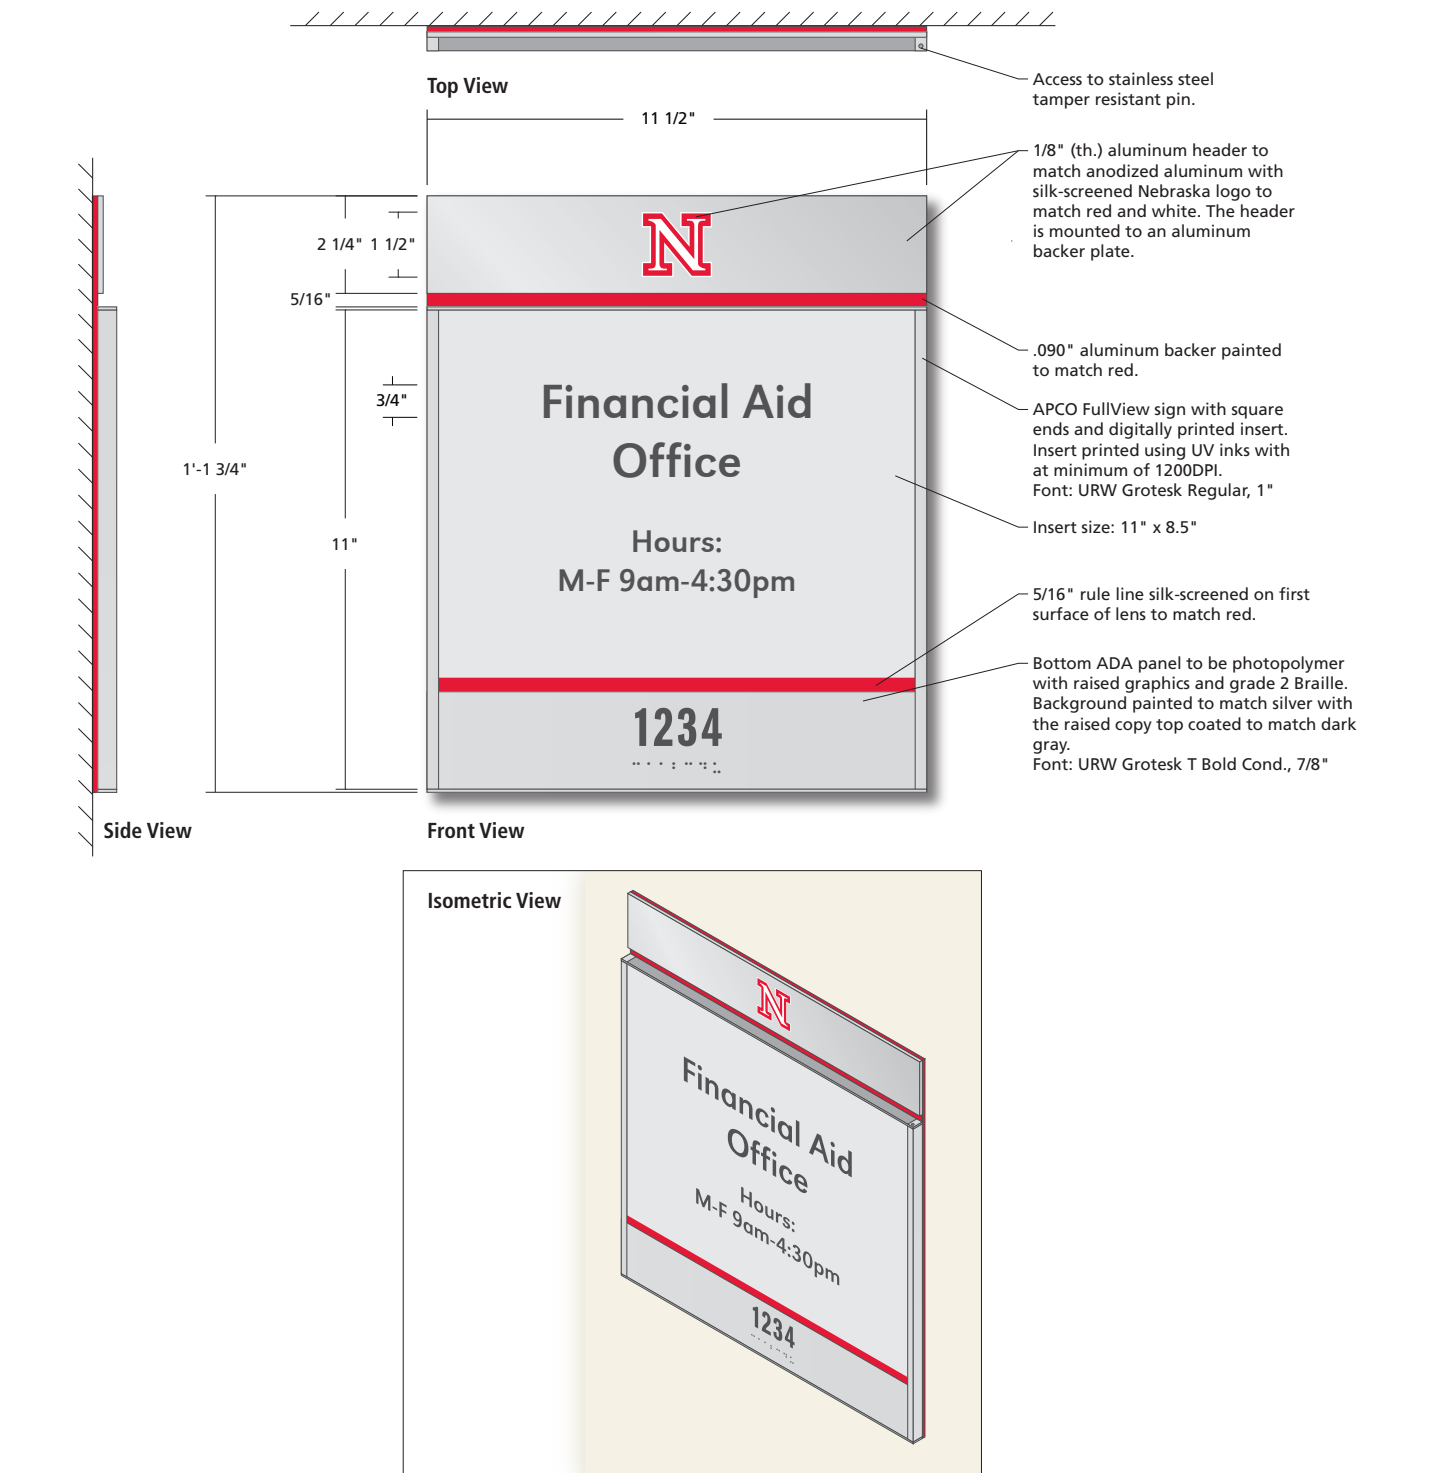 Top View
Access to stainless steel
tamper resistant pin.
11 1/2"
1/8" (th.) aluminum header to
match anodized aluminum with
silk-screened Nebraska logo to
match red and white. The header
is mounted to an aluminum
backer plate.
N
2 1/4" 1 1/2"
5/16"
.090" aluminum backer painted
to match red.
3/4"
Financial Aid
Office
APCO FullView sign with square
ends and digitally printed insert.
Insert printed using UV inks with
at minimum of 1200DPI.
Font: URW Grotesk Regular, 1"
1'-1 3/4"
11"
Insert size: 11" x 8.5"
Hours:
M-F 9am-4:30pm
5/16" rule line silk-screened on first
surface of lens to match red.
Bottom ADA panel to be photopolymer
with raised graphics and grade 2 Braille.
Background painted to match silver with
the raised copy top coated to match dark
gray.
Font: URW Grotesk T Bold Cond., 7/8"
1234
Side View
Front View
Isometric View
N
Financial Aid
Office
Hours:
M-F 9am-4:30pm
1234